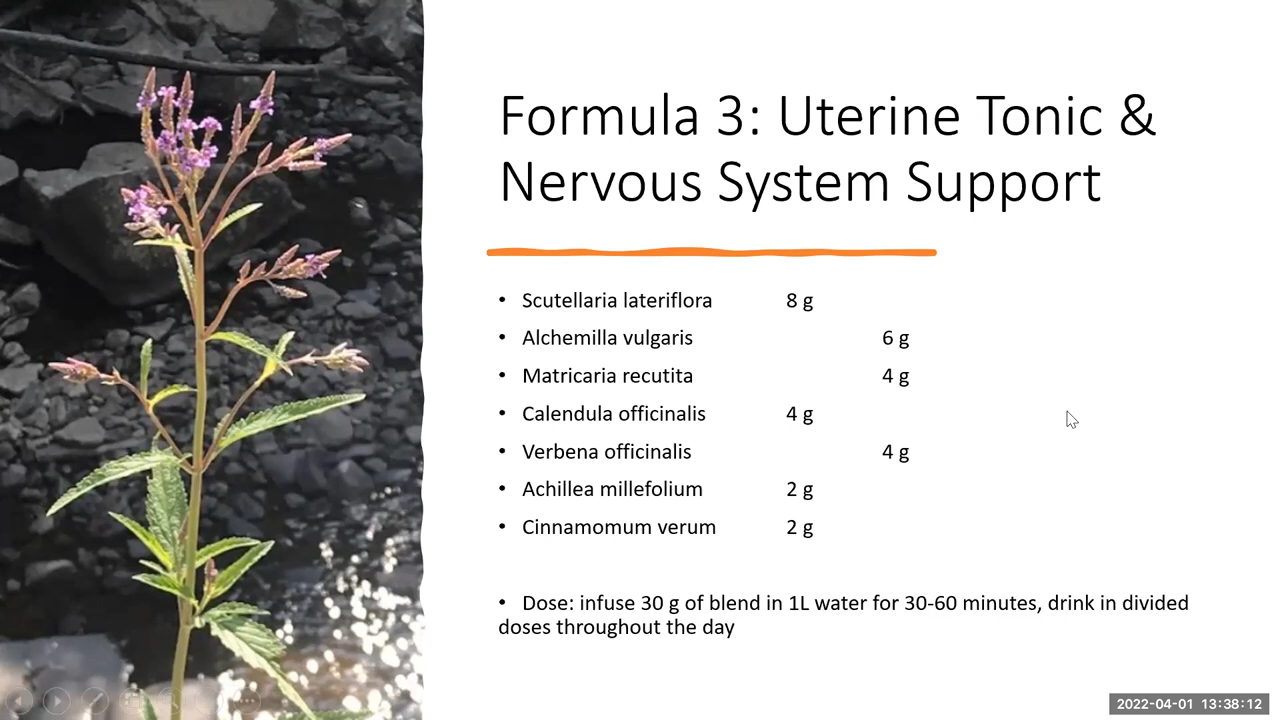 Formula 3: Uterine Tonic &
Nervous System Support
• Scutellaria lateriflora 8 g
• Alchemilla vulgaris 6 g
• Matricaria recutita 4 g
• Calendula officinalis 4 g
• Verbena officinalis 4 g
• Achillea millefolium 2 g
• Cinnamomum verum 2 g
• Dose: infuse 30 g of blend in 1L water for 30-60 minutes, drink in divided
doses throughout the day
2022-04-01 13:38:12